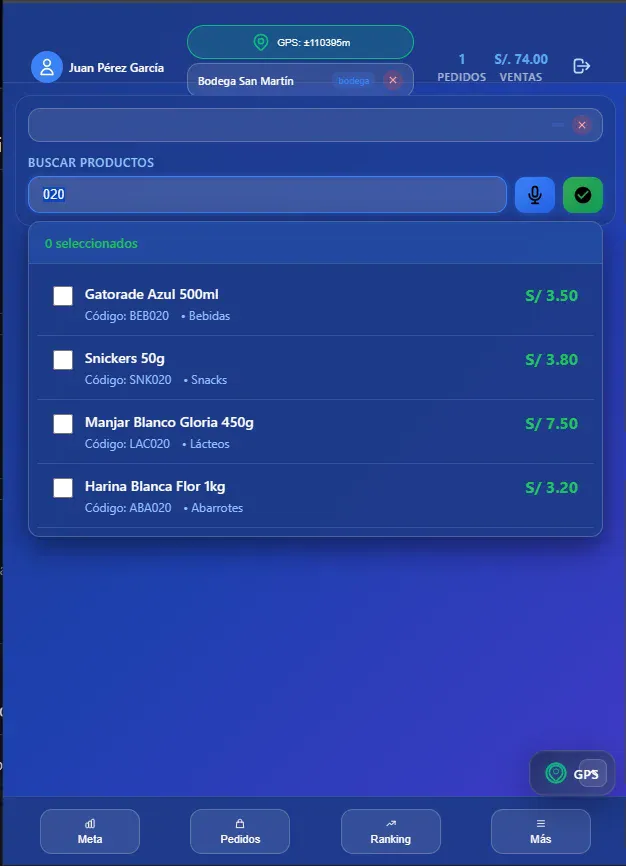 GPS: ±110395m
Juan Pérez García
Bodega San Martín bodega
1 S/. 74.00
PEDIDOS VENTAS
BUSCAR PRODUCTOS
020
0 seleccionados
Gatorade Azul 500ml S/ 3.50
Código: BEB020 • Bebidas
Snickers 50g S/ 3.80
Código: SNK020 • Snacks
Manjar Blanco Gloria 450g S/ 7.50
Código: LAC020 • Lácteos
Harina Blanca Flor 1kg S/ 3.20
Código: ABA020 • Abarrotes
GPS
Meta Pedidos Ranking Más